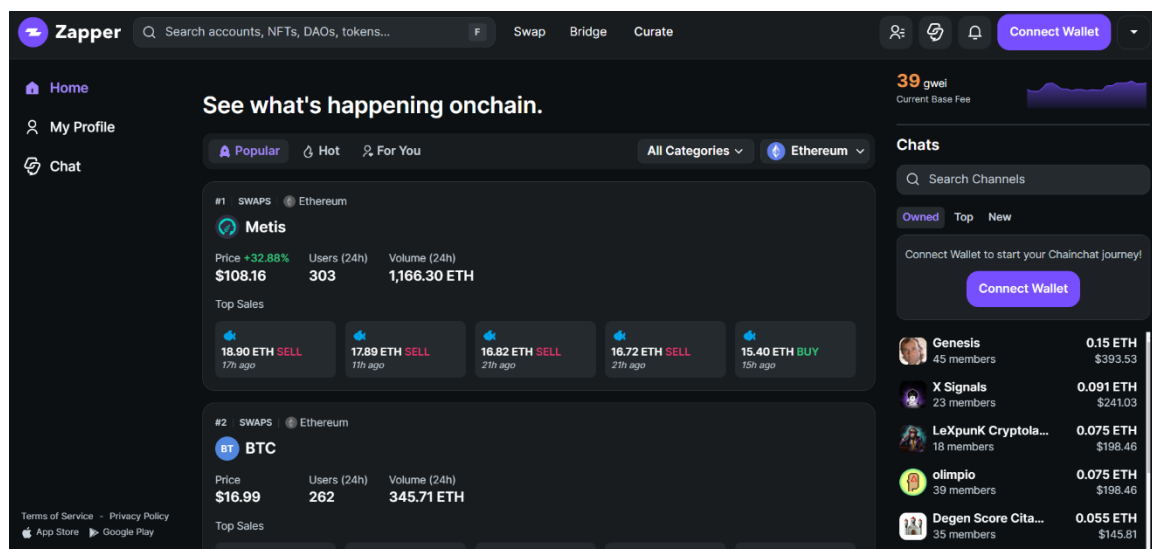 Zapper
Search accounts, NFTs, DAOs, tokens...
F
Swap
Bridge
Curate
Connect Wallet
Home
My Profile
Chat
Terms of Service - Privacy Policy
App Store
Google Play
See what's happening onchain.
Popular
Hot
For You
All Categories
Ethereum
#1 SWAPS Ethereum
Metis
Price +32.88% Users (24h) Volume (24h)
$108.16 303 1,166.30 ETH
Top Sales
18.90 ETH SELL
17h ago
17.89 ETH SELL
11h ago
16.82 ETH SELL
21h ago
16.72 ETH SELL
21h ago
15.40 ETH BUY
15h ago
#2 SWAPS Ethereum
BT
BTC
Price Users (24h) Volume (24h)
$16.99 262 345.71 ETH
Top Sales
39 gwei
Current Base Fee
Chats
Search Channels
Owned Top New
Connect Wallet to start your Chainchat journey!
Connect Wallet
Genesis 0.15 ETH
45 members $393.53
X Signals 0.091 ETH
23 members $241.03
LeXpunK Cryptola... 0.075 ETH
18 members $198.46
olimpio 0.075 ETH
39 members $198.46
Degen Score Cita... 0.055 ETH
35 members $145.81